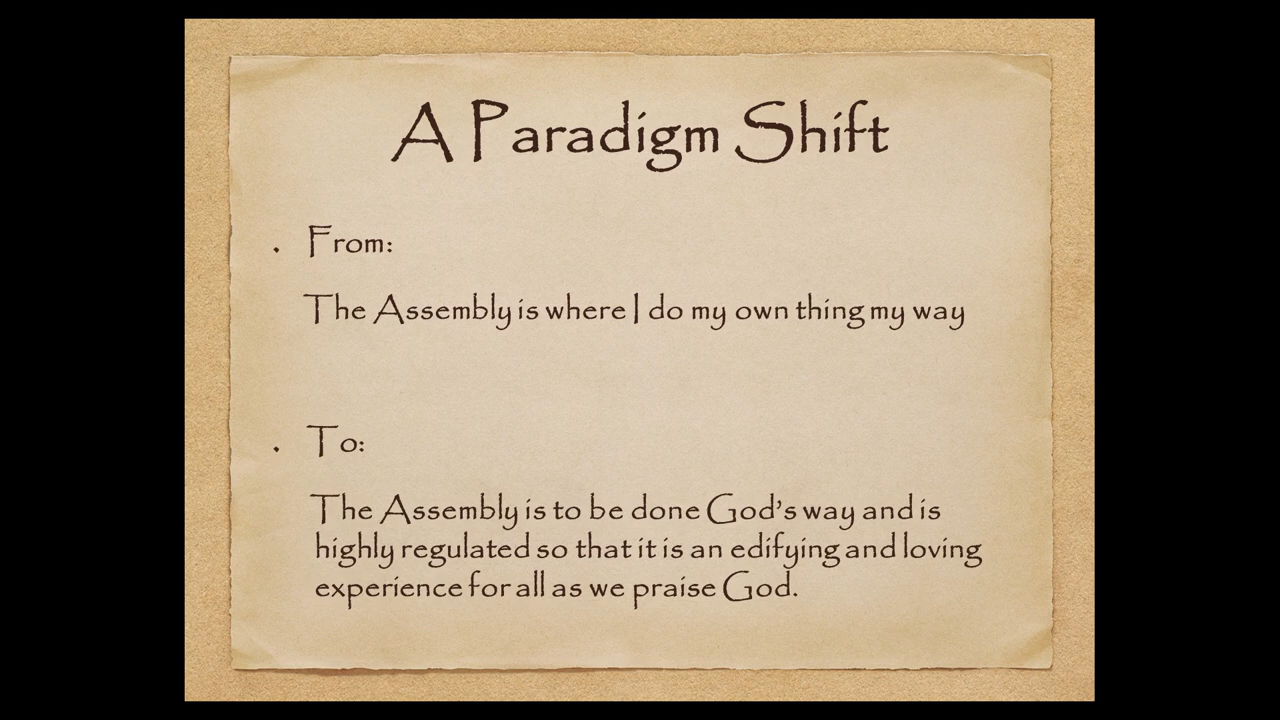 A Paradigm Shift
• From:
The Assembly is where I do my own thing my way
• To:
The Assembly is to be done God's way and is
highly regulated so that it is an edifying and loving
experience for all as we praise God.